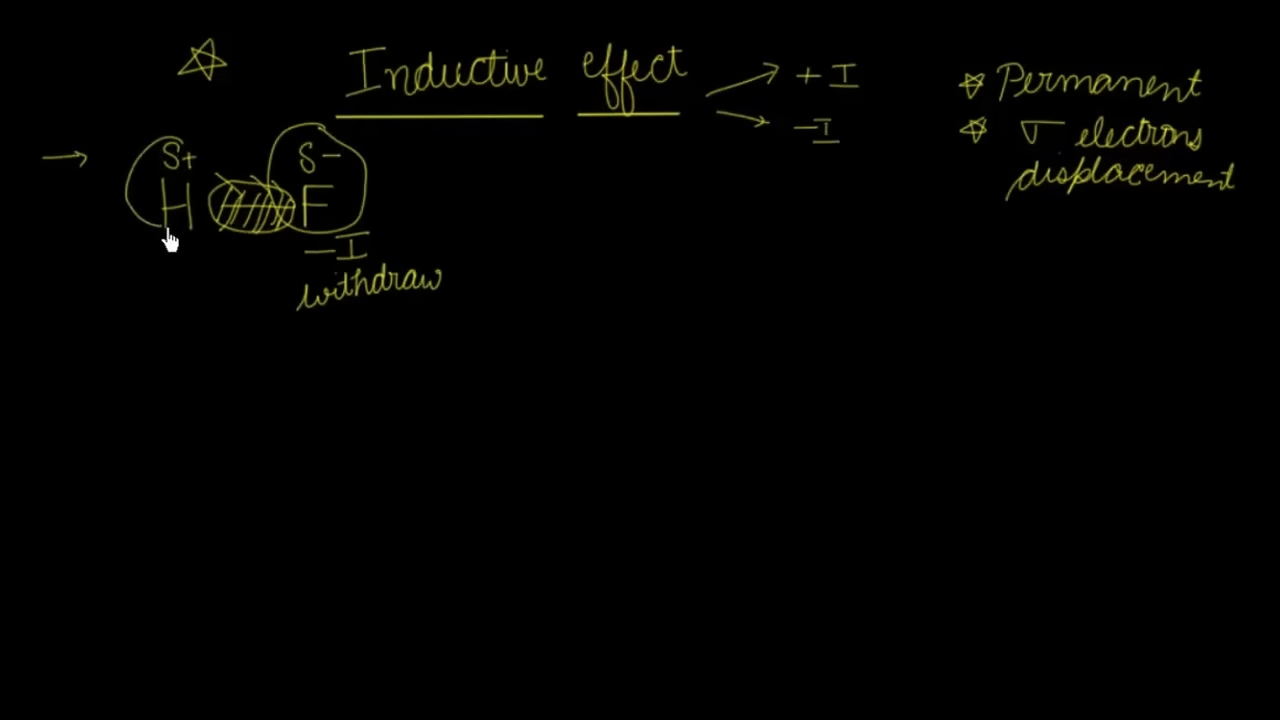 Inductive effect
+ I
- I
Permanent
σ electrons
displacement
δ+ δ-
H F
- I
withdraw